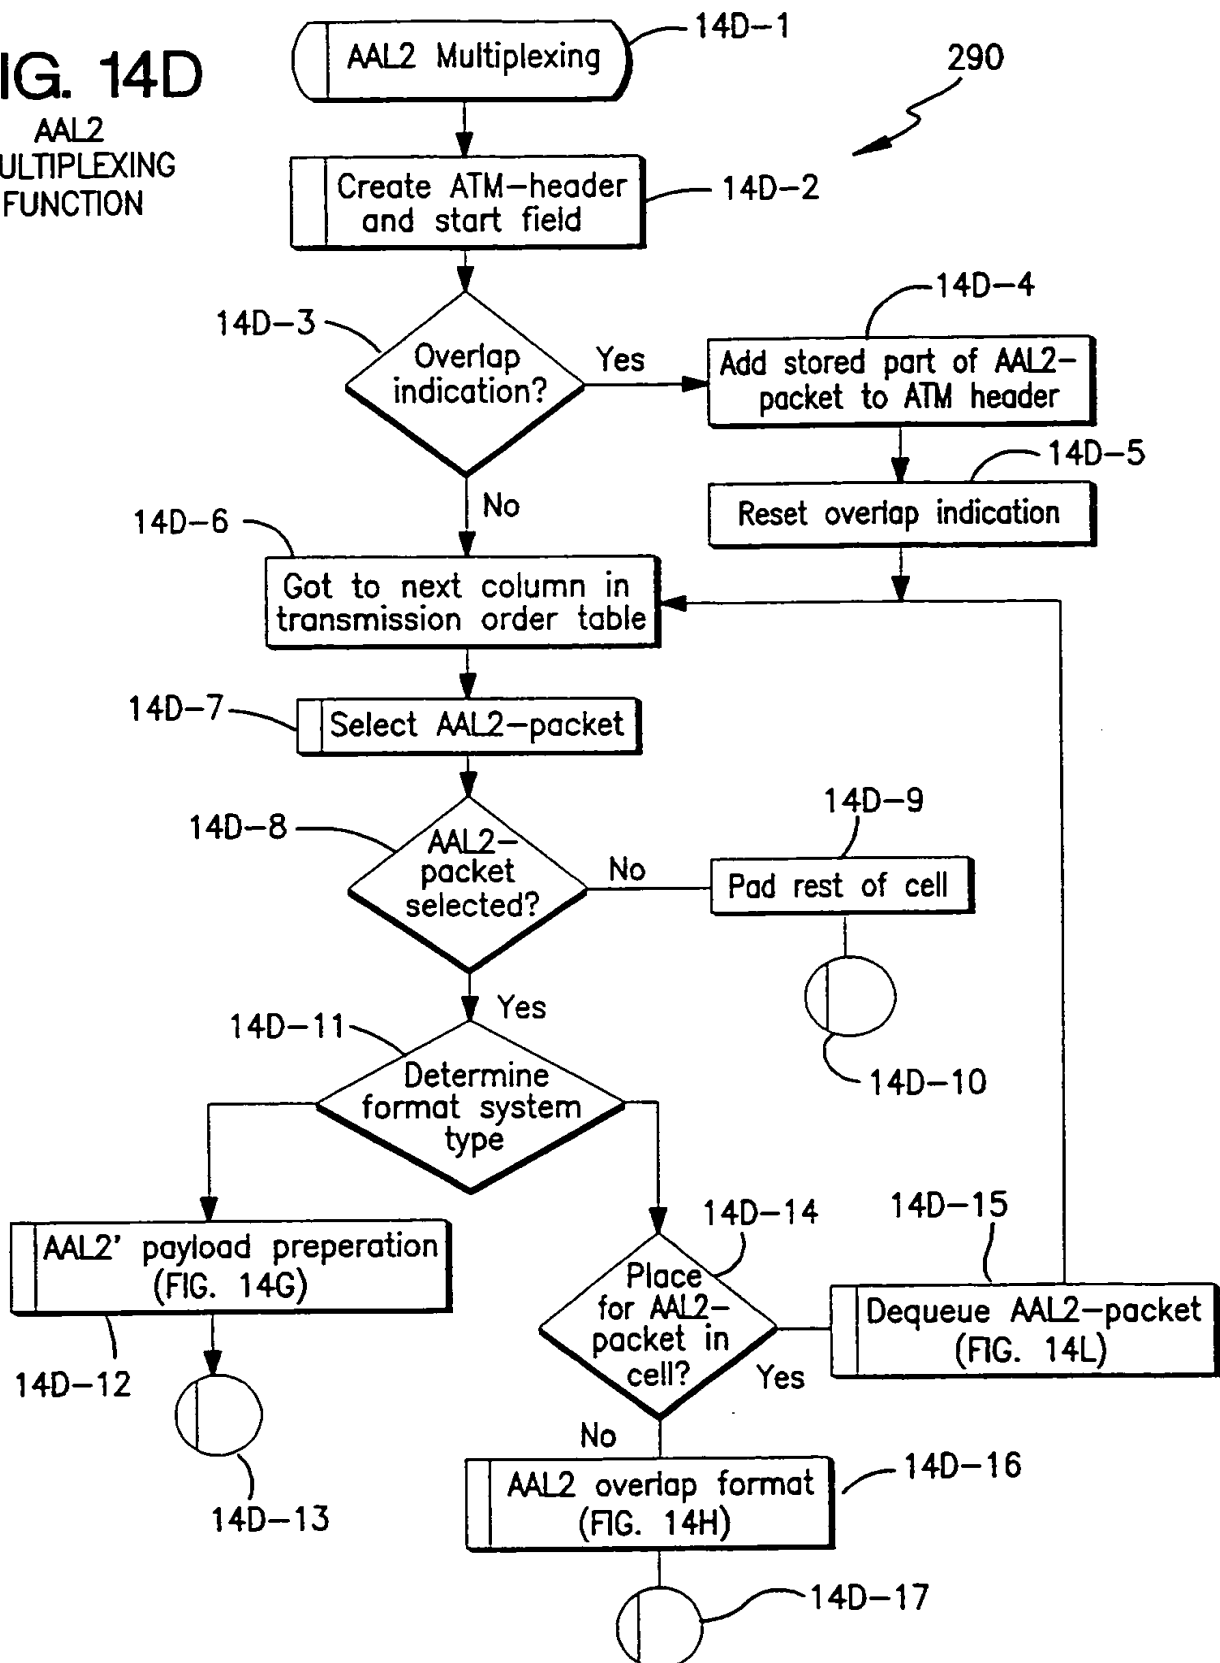 IG. 14D
AAL2
ULTIPLEXING
FUNCTION
AAL2 Multiplexing
14D-1
290
Create ATM-header
and start field
14D-2
14D-3
Overlap
indication?
Yes
No
14D-4
Add stored part of AAL2-
packet to ATM header
14D-5
Reset overlap indication
14D-6
Got to next column in
transmission order table
14D-7
Select AAL2-packet
14D-8
AAL2-
packet
selected?
No
Yes
14D-9
Pad rest of cell
14D-10
14D-11
Determine
format system
type
AAL2' payload preperation
(FIG. 14G)
14D-12
14D-13
14D-14
Place
for AAL2-
packet in
cell?
Yes
No
14D-15
Dequeue AAL2-packet
(FIG. 14L)
AAL2 overlap format
(FIG. 14H)
14D-16
14D-17